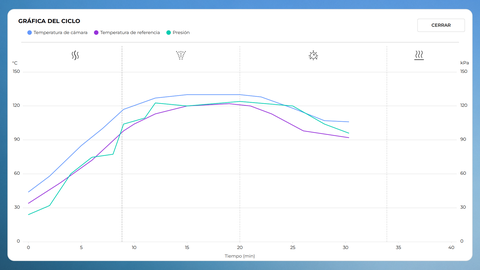 GRÁFICA DEL CICLO
CERRAR
Temperatura de cámara Temperatura de referencia Presión
°C kPa
150 150
120 120
90 90
60 60
30 30
0 0
0 5 10 15 20 25 30 35 40
Tiempo (min)